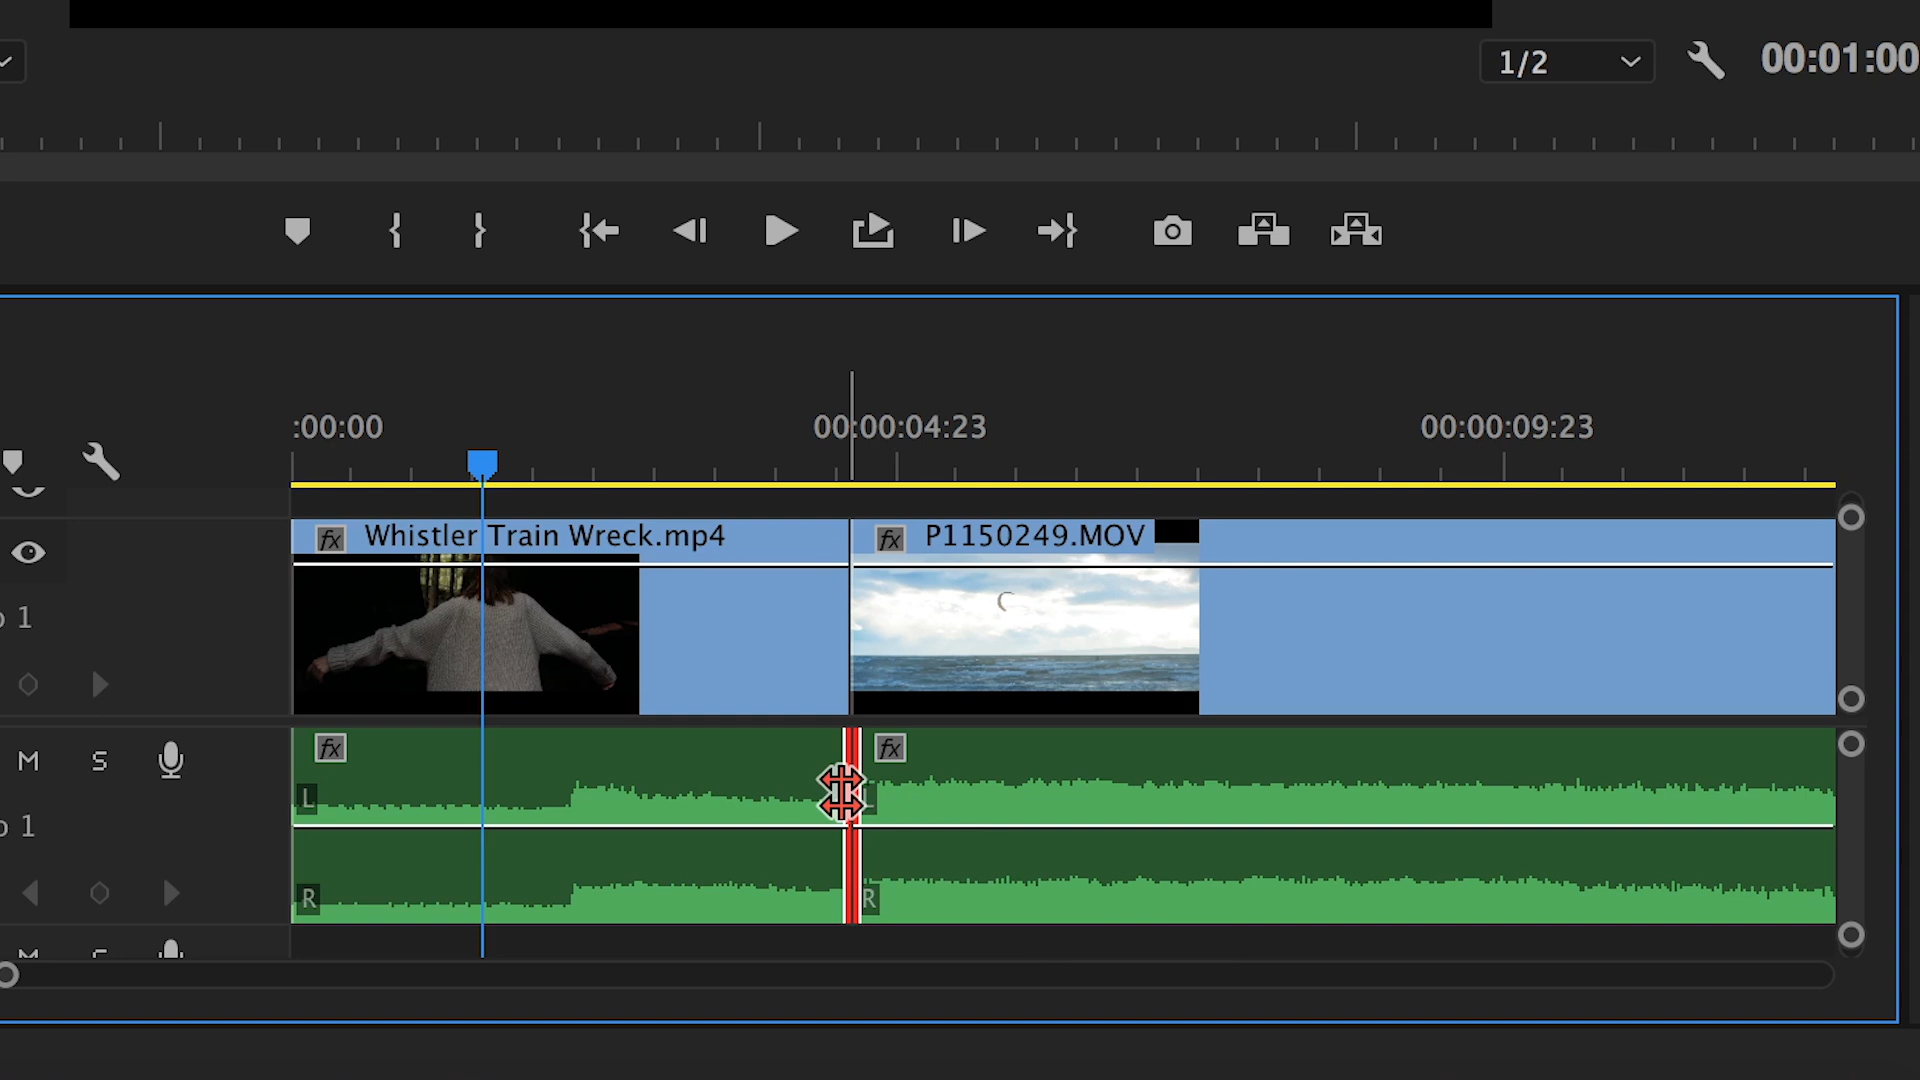 1/2
00:01:00
:00:00
00:00:04:23
00:00:09:23
fx Whistler Train Wreck.mp4
fx P1150249.MOV
o 1
fx
fx
M S
L
L
o 1
R
R
M S